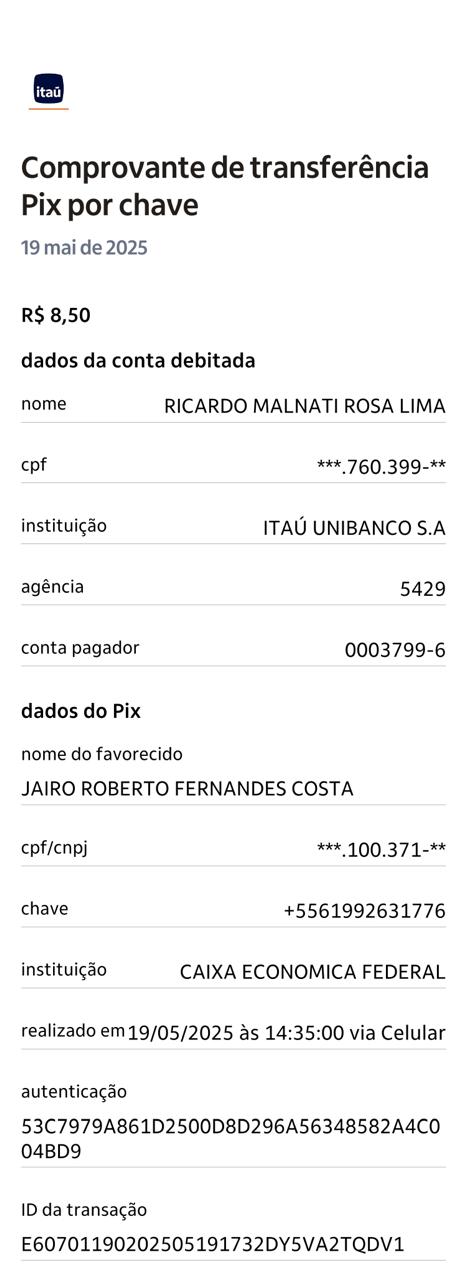 itaú
Comprovante de transferência
Pix por chave
19 mai de 2025
R$ 8,50
dados da conta debitada
nome RICARDO MALNATI ROSA LIMA
cpf ***.760.399-**
instituição ITAÚ UNIBANCO S.A
agência 5429
conta pagador 0003799-6
dados do Pix
nome do favorecido
JAIRO ROBERTO FERNANDES COSTA
cpf/cnpj ***.100.371-**
chave +5561992631776
instituição CAIXA ECONOMICA FEDERAL
realizado em 19/05/2025 às 14:35:00 via Celular
autenticação
53C7979A861D2500D8D296A56348582A4C0
04BD9
ID da transação
E60701190202505191732DY5VA2TQDV1